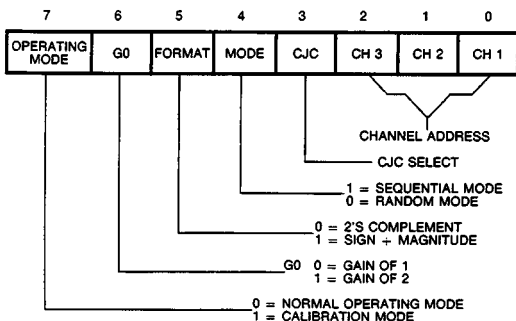 7 6 5 4 3 2 1 0
OPERATING MODE G0 FORMAT MODE CJC CH 3 CH 2 CH 1
CHANNEL ADDRESS
CJC SELECT
1 = SEQUENTIAL MODE
0 = RANDOM MODE
0 = 2'S COMPLEMENT
1 = SIGN + MAGNITUDE
G0 0 = GAIN OF 1
1 = GAIN OF 2
0 = NORMAL OPERATING MODE
1 = CALIBRATION MODE